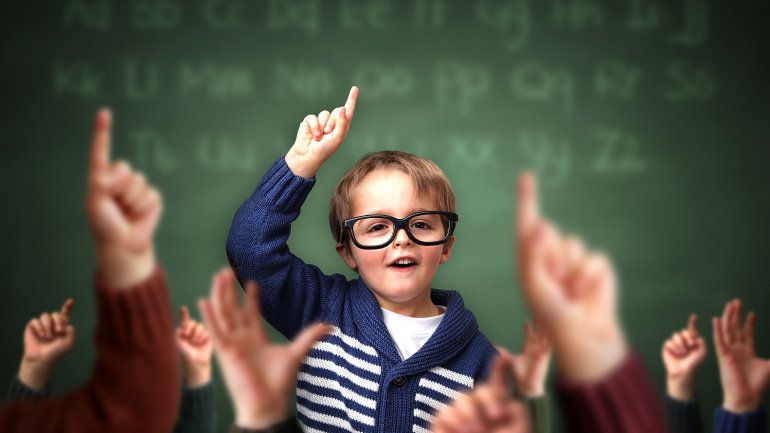 Aa Bb Cc Dd Ee Ff Gg Hh Ii Jj
Kk Ll Mm Nn Oo Pp Qq Rr Ss
Tt Uu Xx Yy Zz